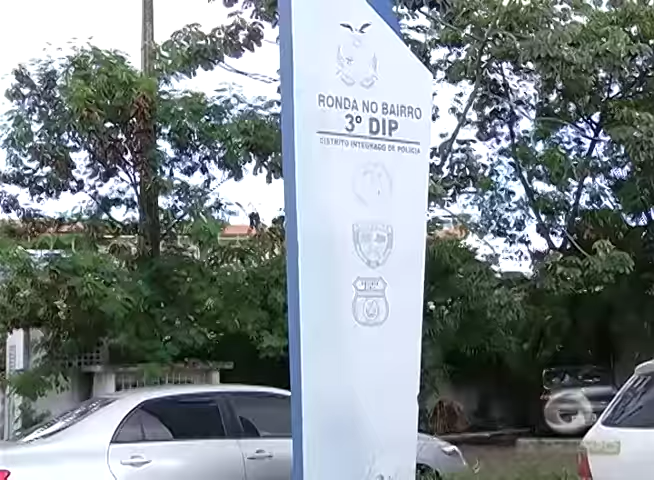 RONDA NO BAIRRO
3º DIP
DISTRITO INTEGRADO DE POLÍCIA